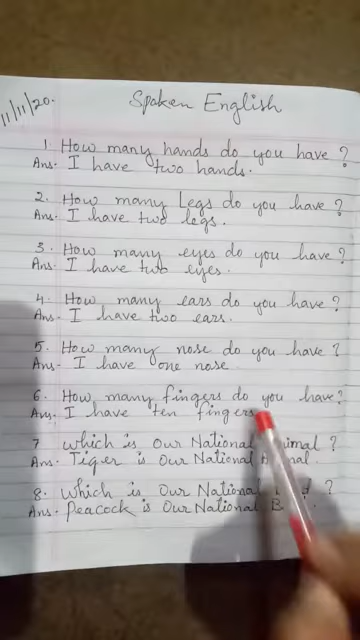 11/11/20.
Spoken English
1. How many hands do you have?
Ans- I have two hands.
2. How many Legs do you have?
Ans- I have two legs.
3. How many eyes do you have?
Ans- I have two eyes.
4. How many ears do you have?
Ans- I have two ears.
5. How many nose do you have?
Ans- I have one nose.
6. How many fingers do you have?
Ans- I have ten fingers
7. which is Our National Animal?
Ans- Tiger is Our National Animal.
8. which is Our National ?
Ans- Peacock is Our National